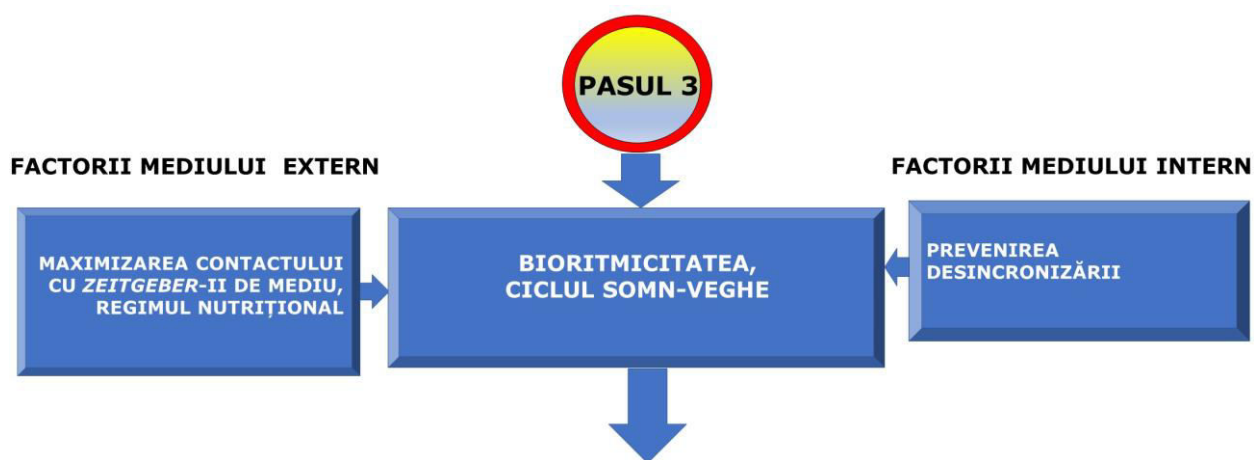 PASUL 3
FACTORII MEDIULUI EXTERN
FACTORII MEDIULUI INTERN
MAXIMIZAREA CONTACTULUI
CU ZEITGEBER-II DE MEDIU,
REGIMUL NUTRIȚIONAL
BIORITMICITATEA,
CICLUL SOMN-VEGHE
PREVENIREA
DESINCRONIZĂRII